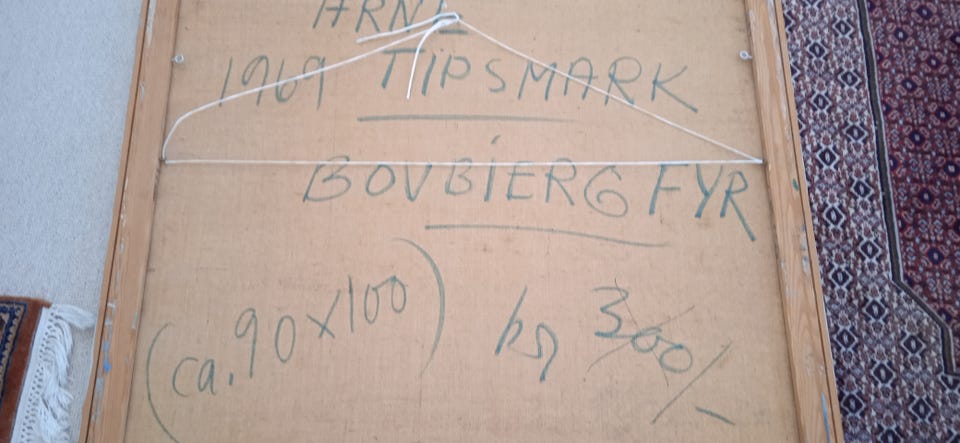 ARNE
1969 TIPSMARK
BOVBIERG FYR
(ca. 90x100) kr 300/-